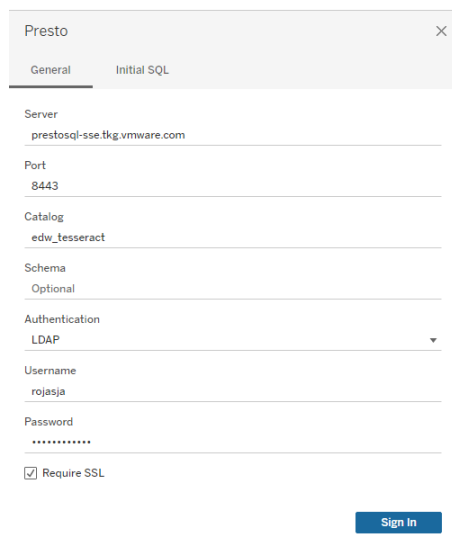 Presto
General Initial SQL
Server
prestosql-sse.tkg.vmware.com
Port
8443
Catalog
edw_tesseract
Schema
Optional
Authentication
LDAP
Username
rojasja
Password
••••••••••••
Require SSL
Sign In